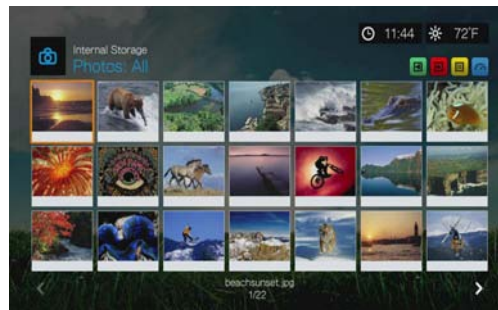 11:44 72°F
Internal Storage
Photos: All
beachsunset.jpg
1/22